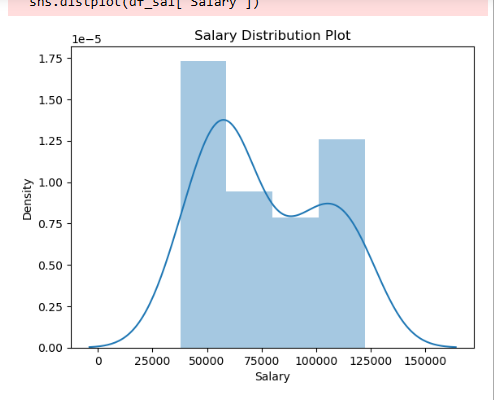 sns.distplot(df_sal['Salary'])
Salary Distribution Plot
1e−5
1.75
1.50
1.25
1.00
0.75
0.50
0.25
0.00
Density
0 25000 50000 75000 100000 125000 150000
Salary